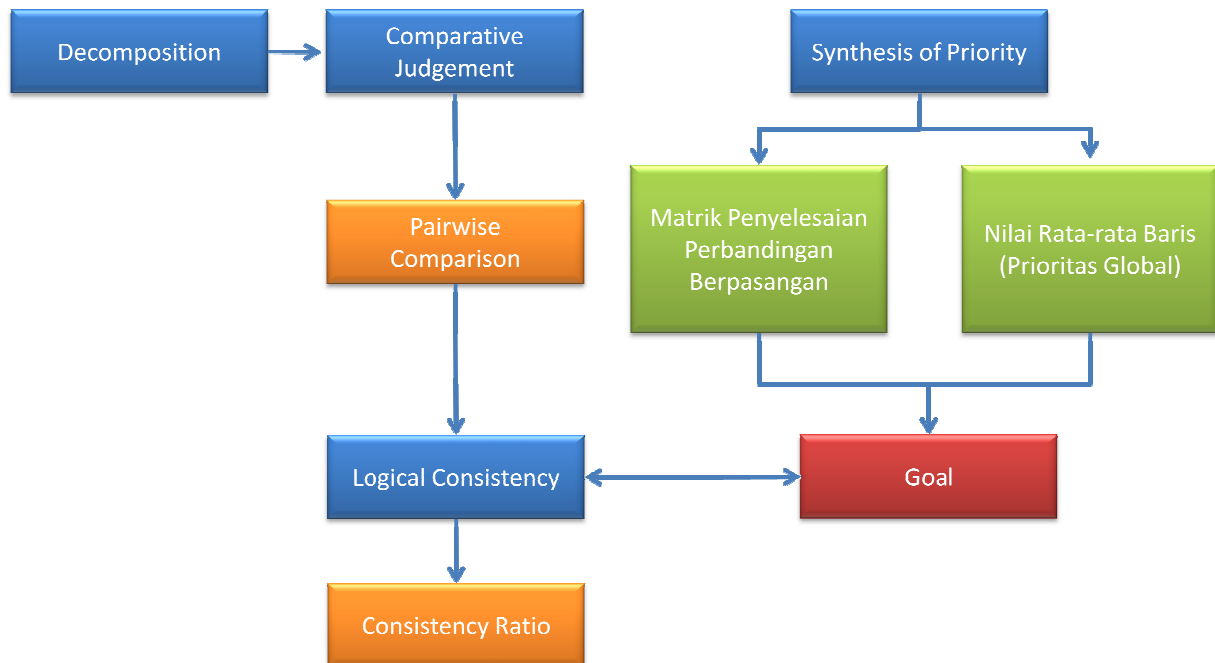 Decomposition
Comparative
Judgement
Synthesis of Priority
Pairwise
Comparison
Matrik Penyelesaian
Perbandingan
Berpasangan
Nilai Rata-rata Baris
(Prioritas Global)
Logical Consistency
Goal
Consistency Ratio